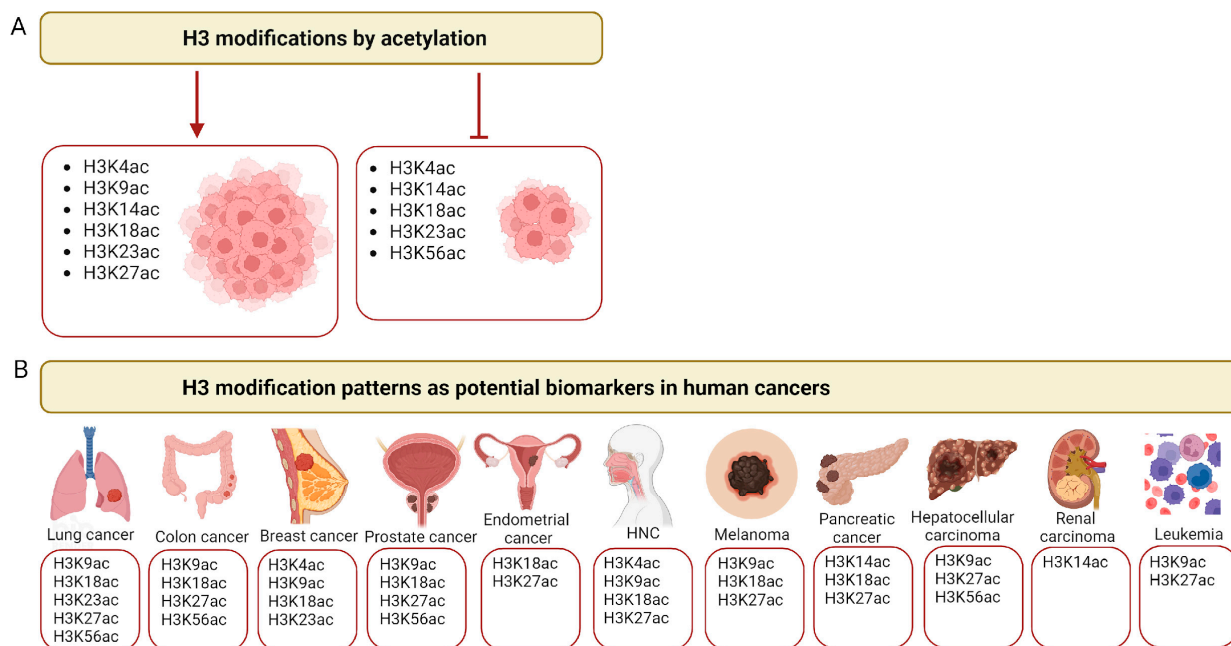 A
H3 modifications by acetylation
• H3K4ac
• H3K9ac
• H3K14ac
• H3K18ac
• H3K23ac
• H3K27ac
• H3K4ac
• H3K14ac
• H3K18ac
• H3K23ac
• H3K56ac
B
H3 modification patterns as potential biomarkers in human cancers
Lung cancer
H3K9ac
H3K18ac
H3K23ac
H3K27ac
H3K56ac
Colon cancer
H3K9ac
H3K18ac
H3K27ac
H3K56ac
Breast cancer
H3K4ac
H3K9ac
H3K18ac
H3K23ac
Prostate cancer
H3K9ac
H3K18ac
H3K27ac
H3K56ac
Endometrial
cancer
H3K18ac
H3K27ac
HNC
H3K4ac
H3K9ac
H3K18ac
H3K27ac
Melanoma
H3K9ac
H3K18ac
H3K27ac
Pancreatic
cancer
H3K14ac
H3K18ac
H3K27ac
Hepatocellular
carcinoma
H3K9ac
H3K27ac
H3K56ac
Renal
carcinoma
H3K14ac
Leukemia
H3K9ac
H3K27ac